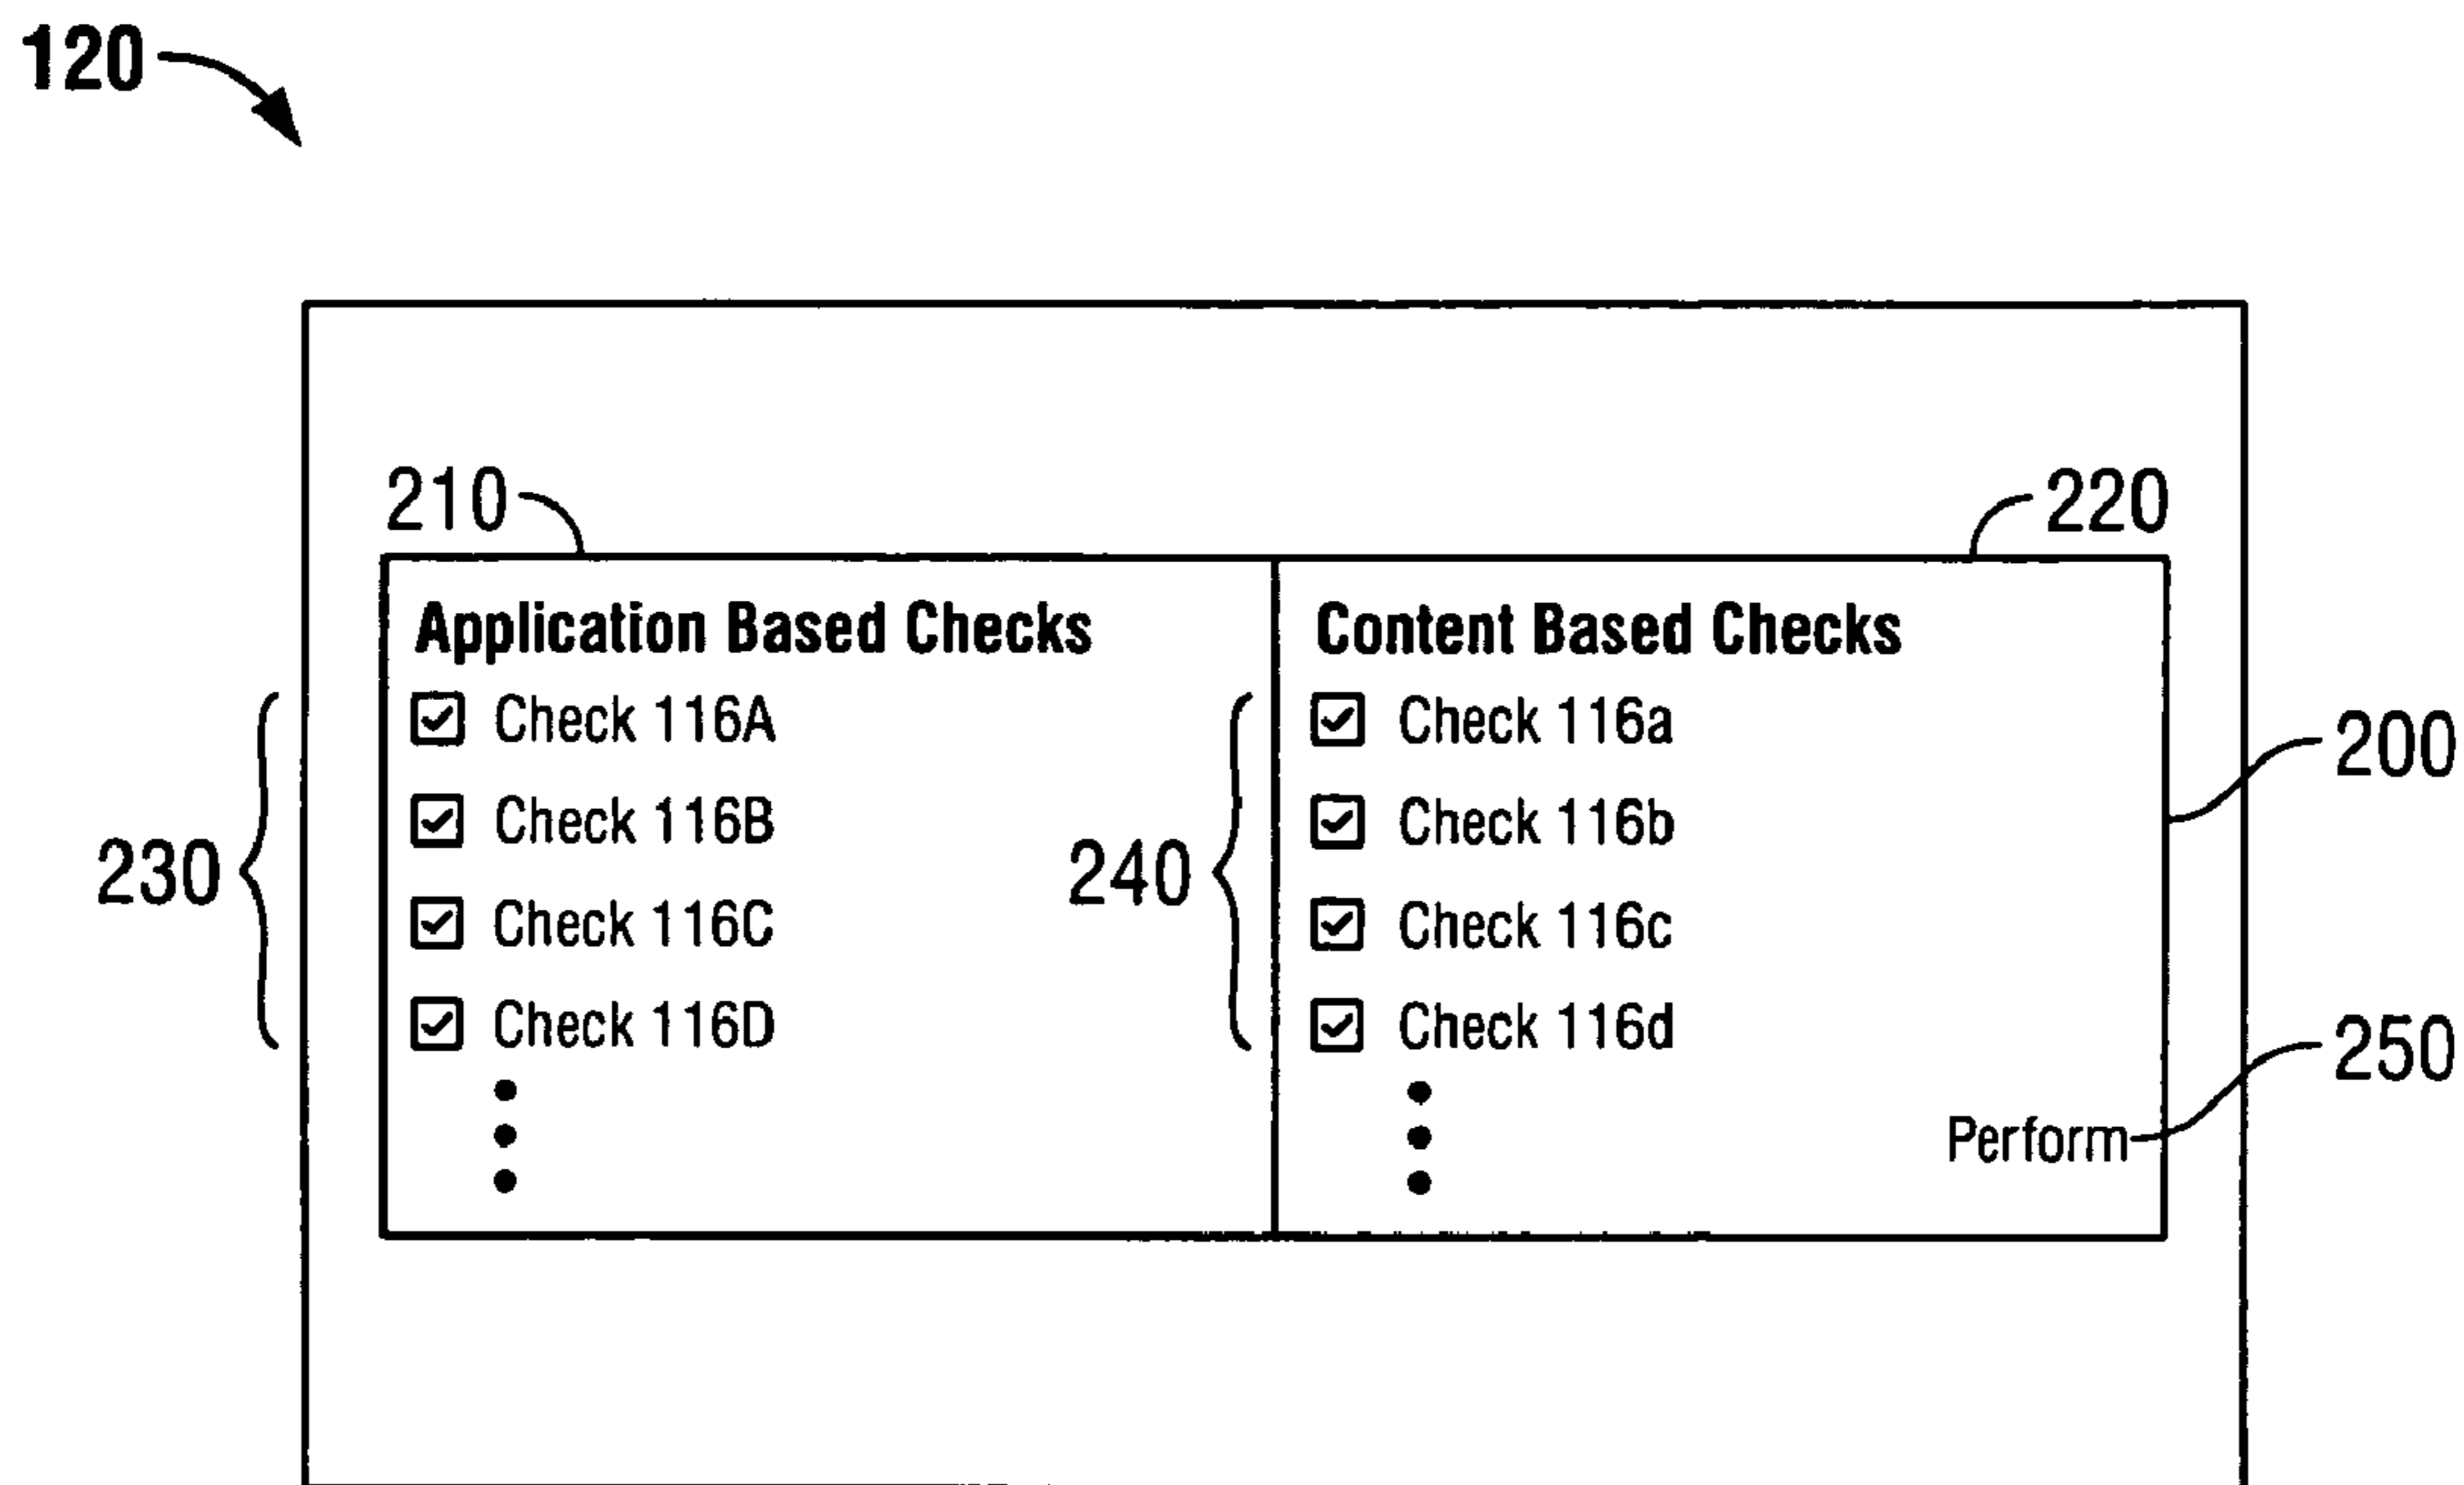 120
210
220
Application Based Checks
Content Based Checks
Check 116A
Check 116a
200
Check 116B
Check 116b
230
240
Check 116C
Check 116c
Check 116D
Check 116d
250
Perform